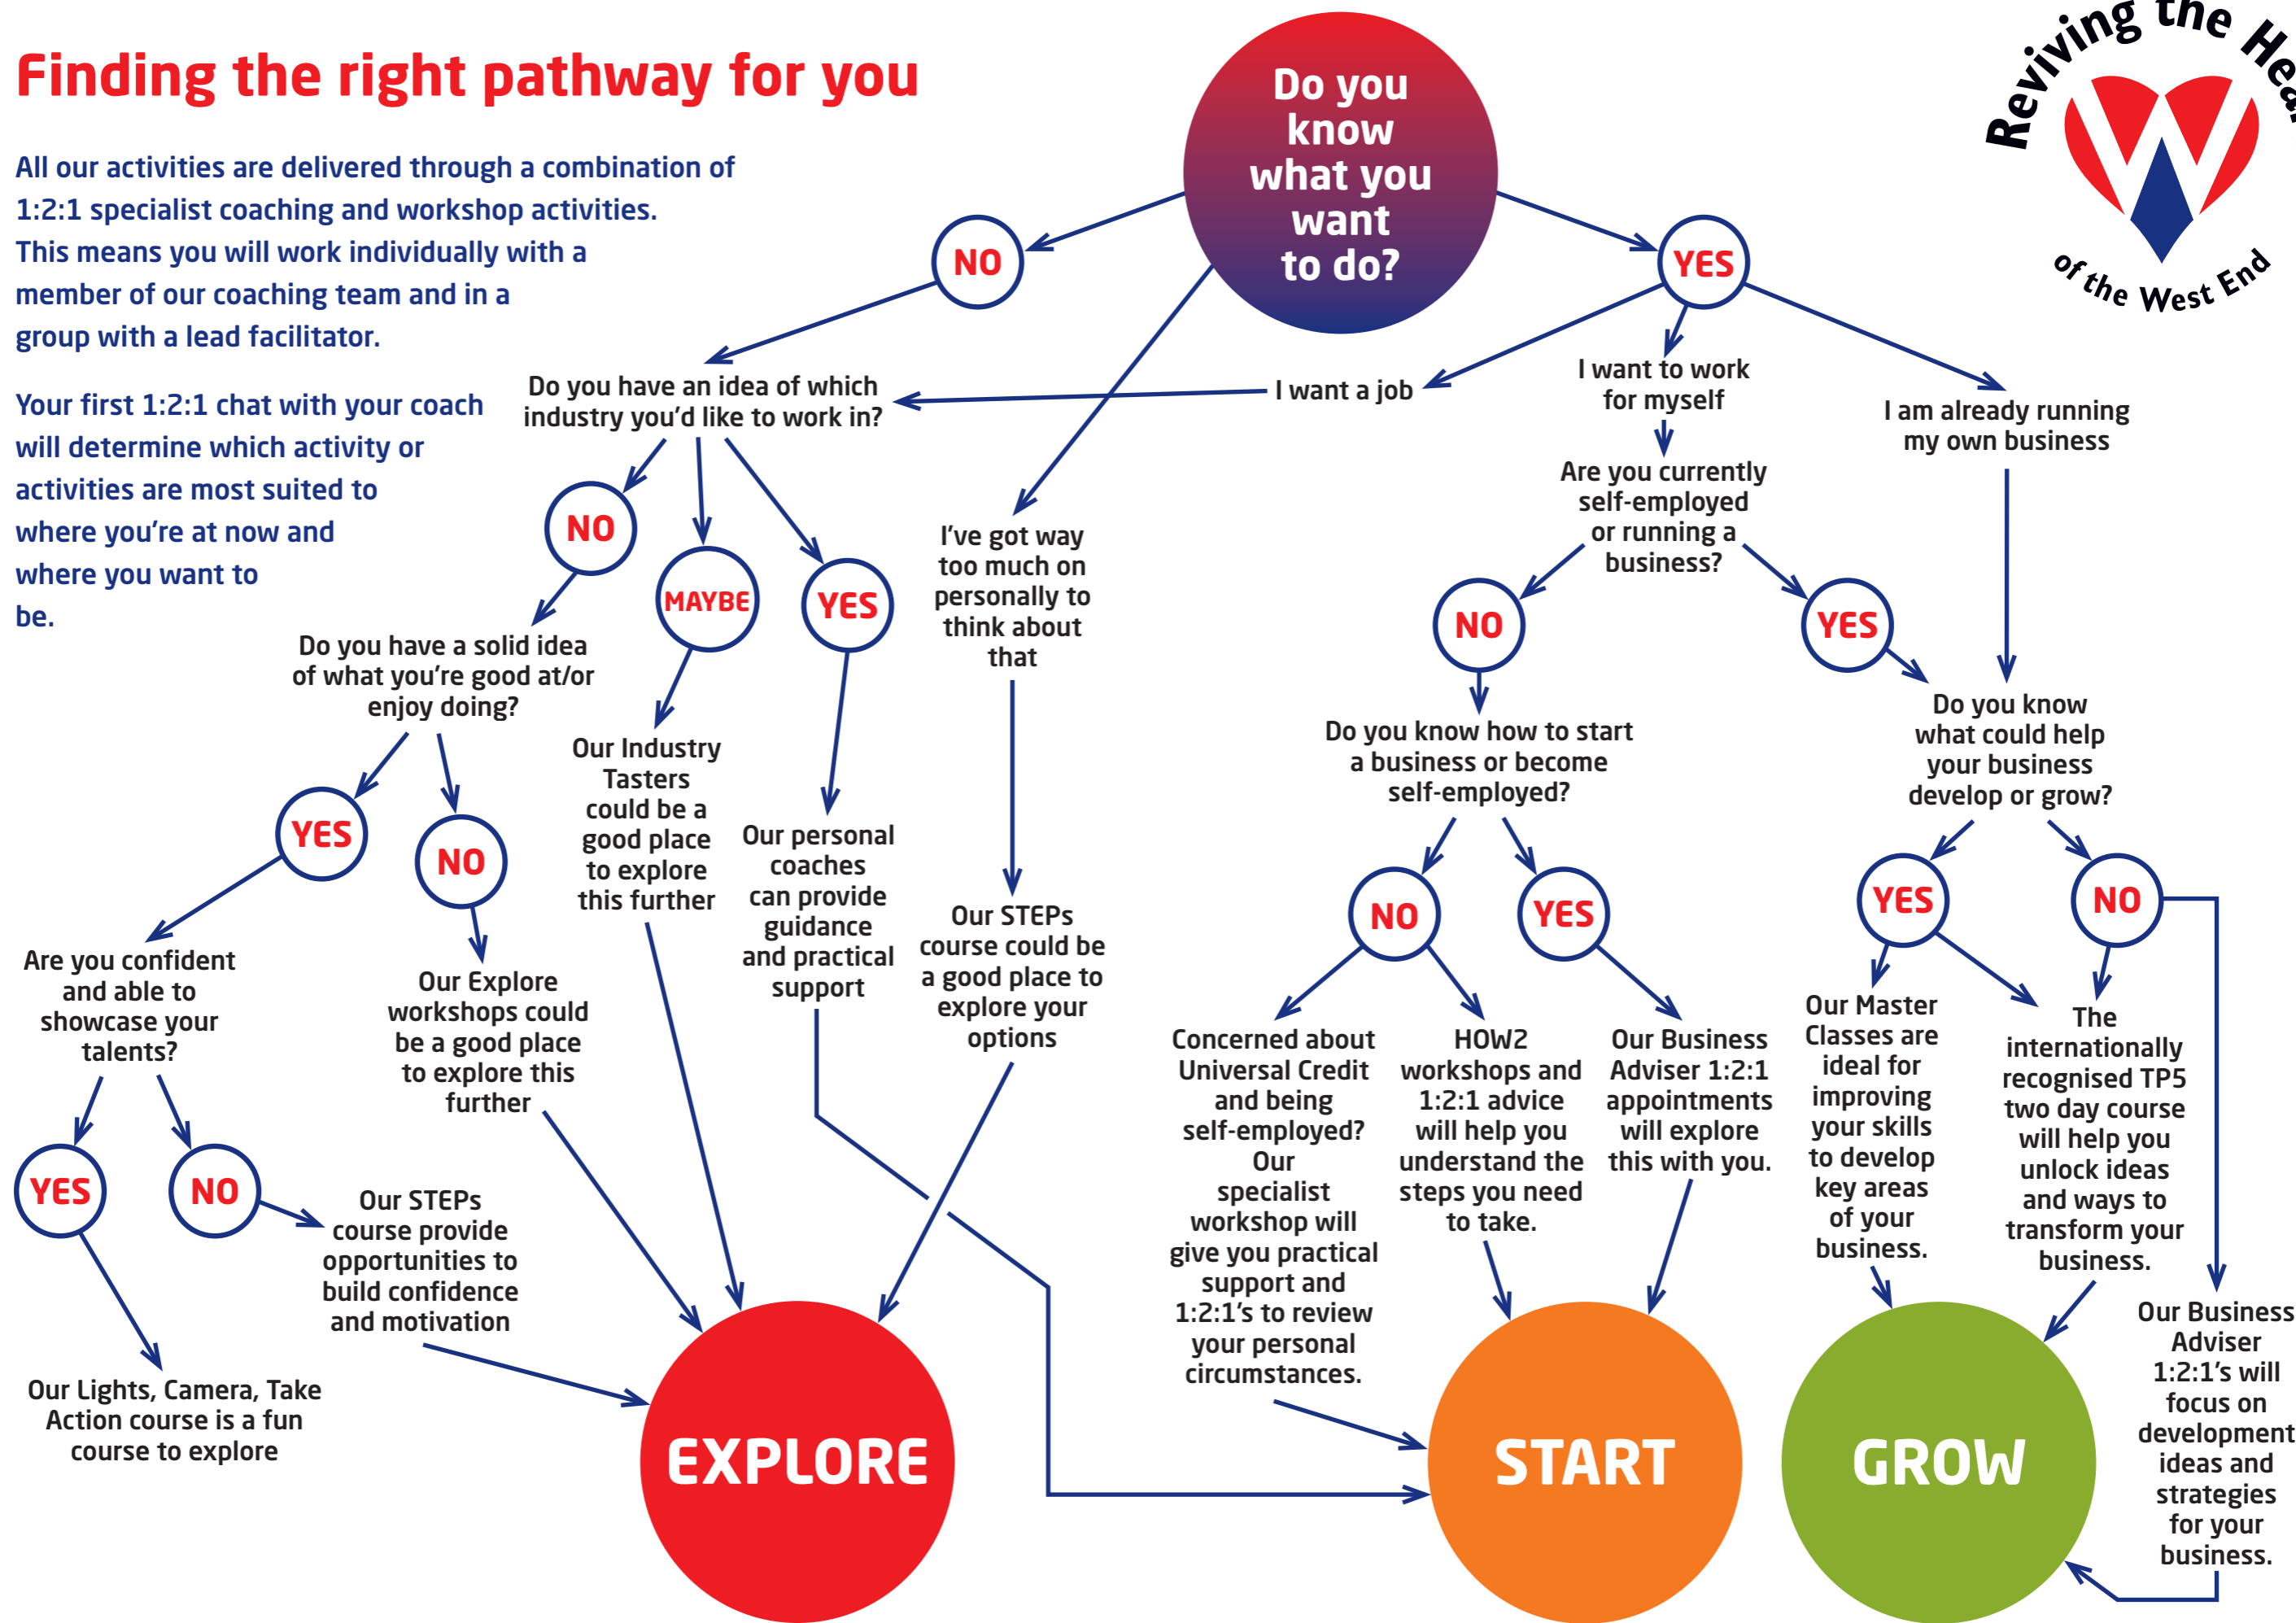 Finding the right pathway for you
All our activities are delivered through a combination of
1:2:1 specialist coaching and workshop activities.
This means you will work individually with a
member of our coaching team and in a
group with a lead facilitator.
Your first 1:2:1 chat with your coach
will determine which activity or
activities are most suited to
where you're at now and
where you want to
be.
Do you
know
what you
want
to do?
Reviving the Hea
of the West End
NO
YES
Do you have an idea of which
industry you'd like to work in?
I want a job
I want to work
for myself
I am already running
my own business
Are you currently
self-employed
or running a
business?
NO
MAYBE
YES
I've got way
too much on
personally to
think about
that
NO
YES
Do you have a solid idea
of what you're good at/or
enjoy doing?
Our Industry
Tasters
could be a
good place
to explore
this further
Our personal
coaches
can provide
guidance
and practical
support
Our STEPs
course could be
a good place to
explore your
options
Do you know how to start
a business or become
self-employed?
Do you know
what could help
your business
develop or grow?
YES
NO
NO
YES
YES
NO
Are you confident
and able to
showcase your
talents?
Our Explore
workshops could
be a good place
to explore this
further
Concerned about
Universal Credit
and being
self-employed?
Our
specialist
workshop will
give you practical
support and
1:2:1's to review
your personal
circumstances.
HOW2
workshops and
1:2:1 advice
will help you
understand the
steps you need
to take.
Our Business
Adviser 1:2:1
appointments
will explore
this with you.
Our Master
Classes are
ideal for
improving
your skills
to develop
key areas
of your
business.
The
internationally
recognised TP5
two day course
will help you
unlock ideas
and ways to
transform your
business.
YES
NO
Our STEPs
course provide
opportunities to
build confidence
and motivation
Our Lights, Camera, Take
Action course is a fun
course to explore
Our Business
Adviser
1:2:1's will
focus on
development
ideas and
strategies
for your
business.
EXPLORE
START
GROW